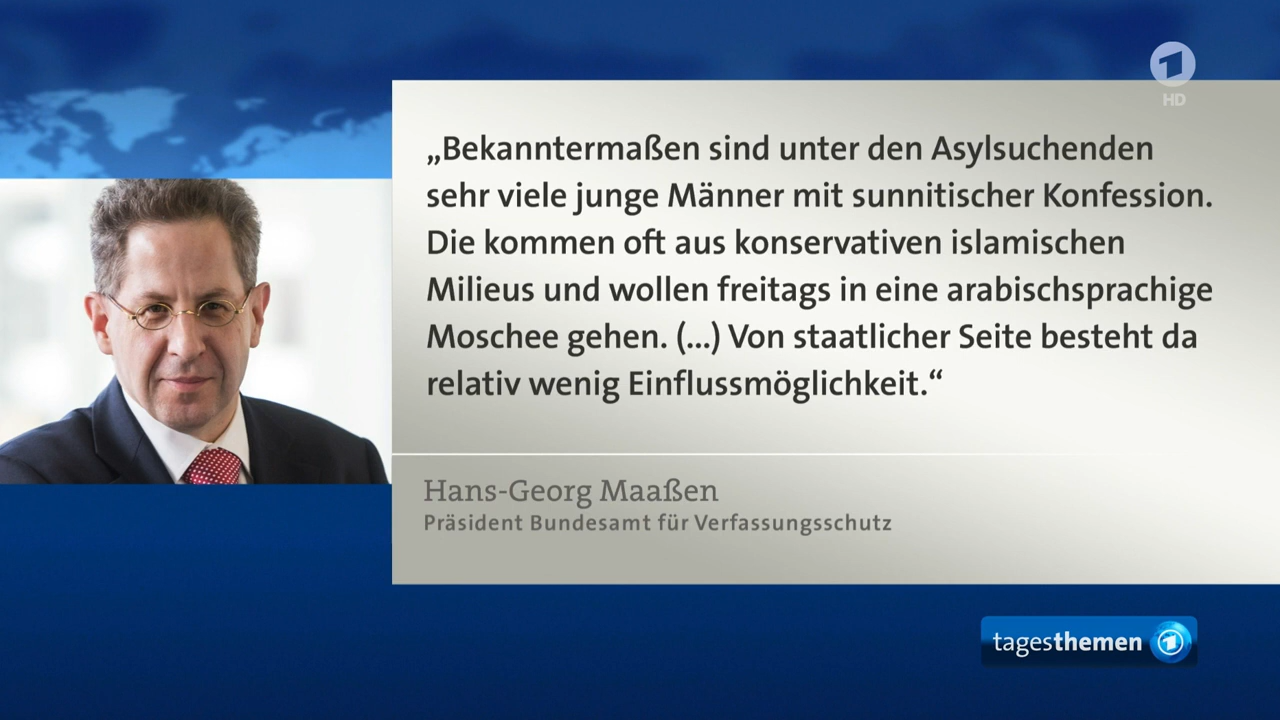 1
HD
„Bekanntermaßen sind unter den Asylsuchenden
sehr viele junge Männer mit sunnitischer Konfession.
Die kommen oft aus konservativen islamischen
Milieus und wollen freitags in eine arabischsprachige
Moschee gehen. (...) Von staatlicher Seite besteht da
relativ wenig Einflussmöglichkeit.“
Hans-Georg Maaßen
Präsident Bundesamt für Verfassungsschutz
tagesthemen 1